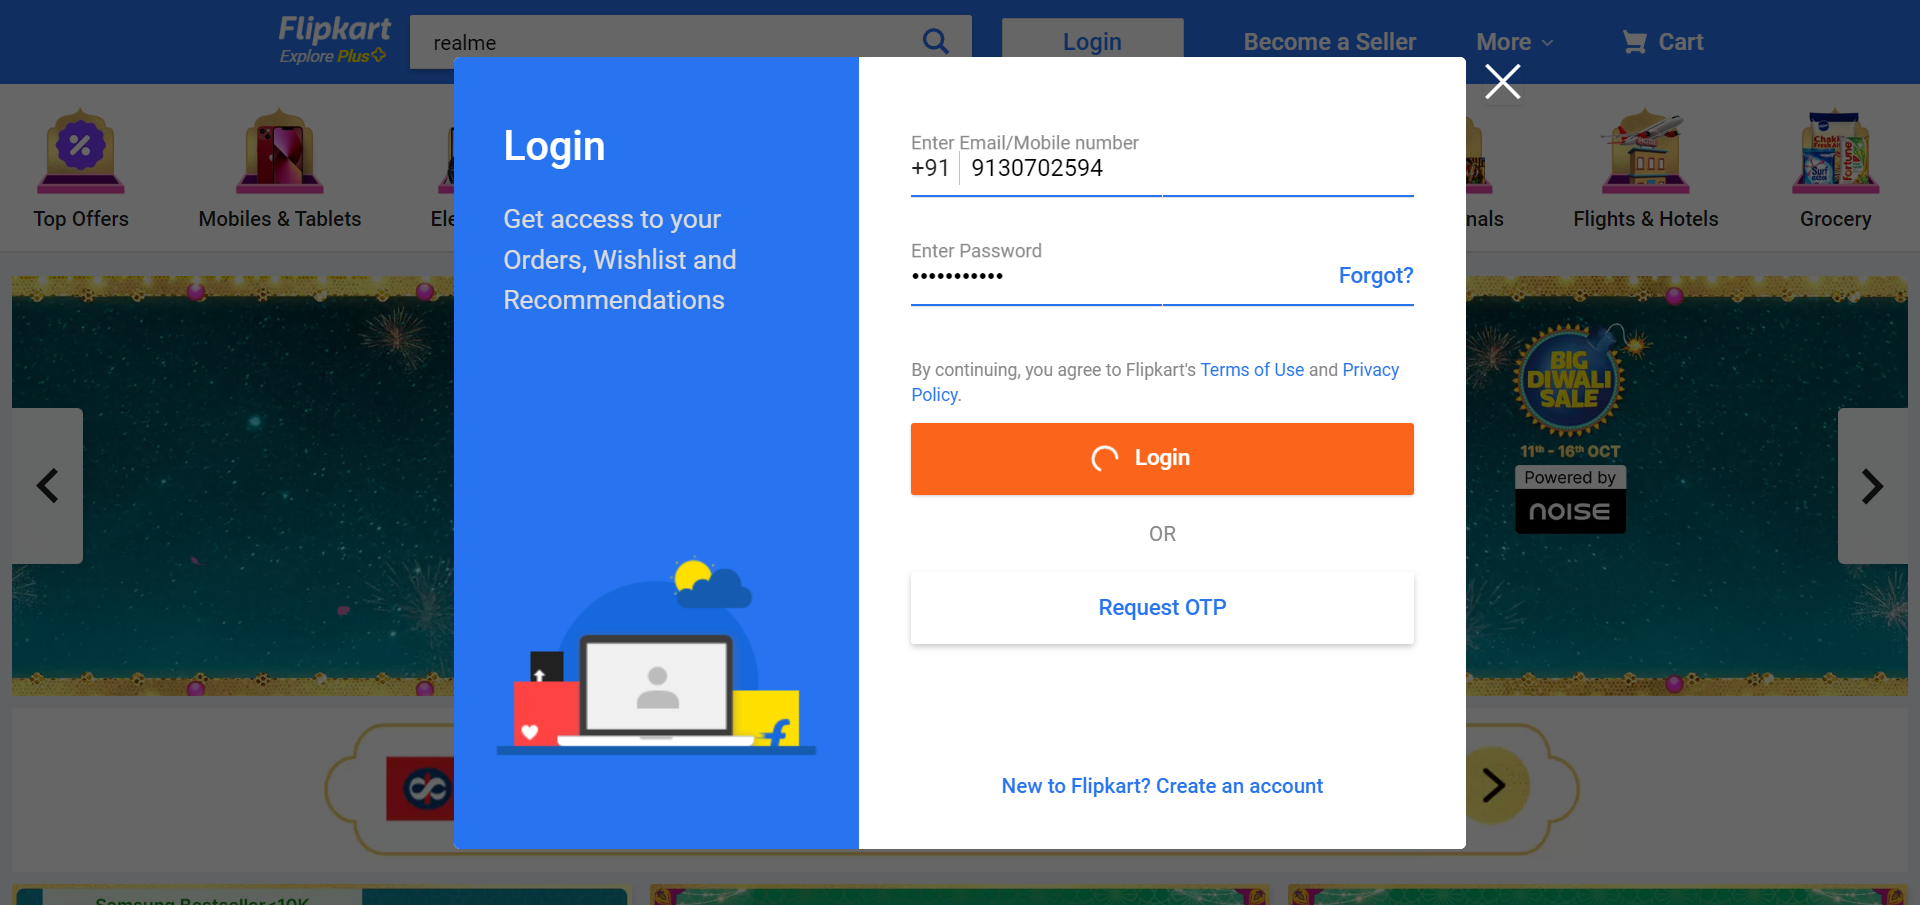 Flipkart
Explore Plus
realme
Login
Become a Seller
More
Cart
Top Offers
Mobiles & Tablets
Ele
nals
Flights & Hotels
Grocery
Login
Get access to your
Orders, Wishlist and
Recommendations
Enter Email/Mobile number
+91 9130702594
Enter Password
•••••••••••
Forgot?
By continuing, you agree to Flipkart's Terms of Use and Privacy
Policy.
Login
OR
Request OTP
New to Flipkart? Create an account
BIG
DIWALI
SALE
11th - 16th OCT
Powered by
NOISE
Samsung Bestseller<10K